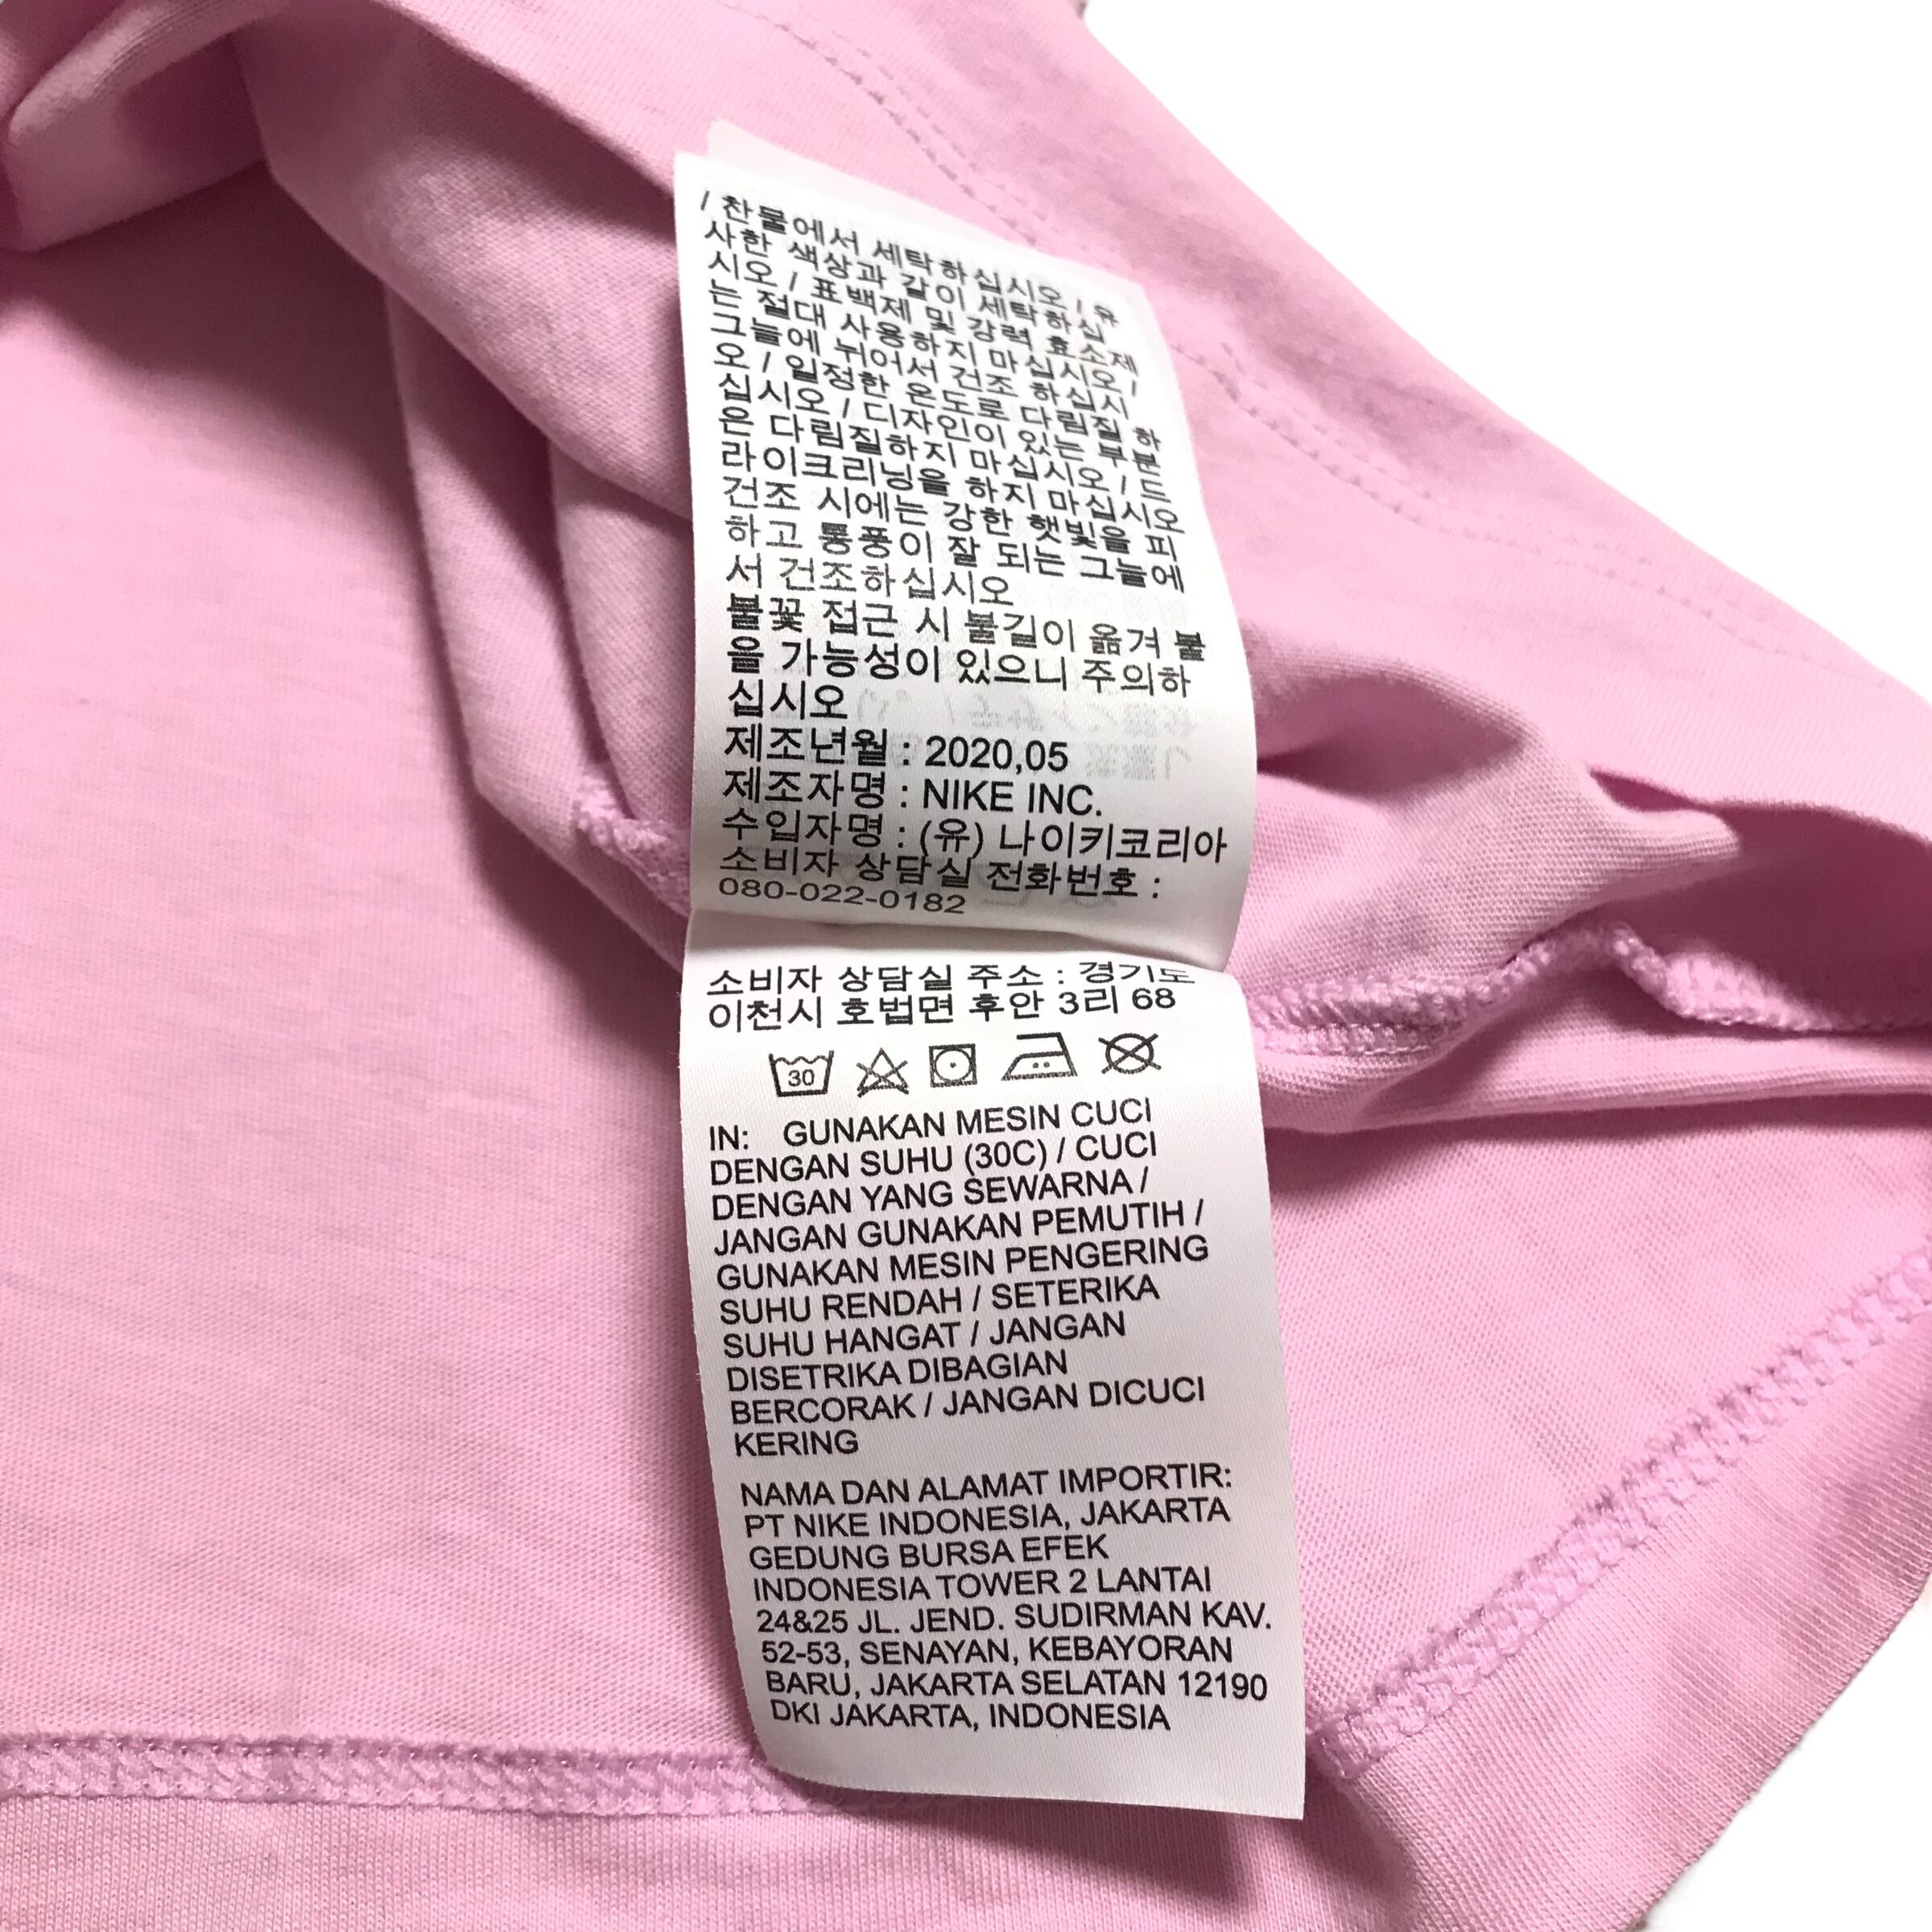 / 찬물에서 세탁하십시오 / 유
사한 색상과 같이 세탁하십
시오 / 표백제 및 강력 효소제
는 절대 사용하지 마십시오 /
그늘에 뉘어서 건조 하십시
오 / 일정한 온도로 다림질 하
십시오 / 디자인이 있는 부분
은 다림질하지 마십시오 / 드
라이크리닝을 하지 마십시오
건조 시에는 강한 햇빛을 피
하고 통풍이 잘 되는 그늘에
서 건조하십시오
불꽃 접근 시 불길이 옮겨 붙
을 가능성이 있으니 주의하
십시오
제조년월 : 2020,05
제조자명 : NIKE INC.
수입자명 : (유) 나이키코리아
소비자 상담실 전화번호 :
080-022-0182
소비자 상담실 주소 : 경기도
이천시 호법면 후안 3리 68
30
IN: GUNAKAN MESIN CUCI
DENGAN SUHU (30C) / CUCI
DENGAN YANG SEWARNA /
JANGAN GUNAKAN PEMUTIH /
GUNAKAN MESIN PENGERING
SUHU RENDAH / SETERIKA
SUHU HANGAT / JANGAN
DISETRIKA DIBAGIAN
BERCORAK / JANGAN DICUCI
KERING
NAMA DAN ALAMAT IMPORTIR:
PT NIKE INDONESIA, JAKARTA
GEDUNG BURSA EFEK
INDONESIA TOWER 2 LANTAI
24&25 JL. JEND. SUDIRMAN KAV.
52-53, SENAYAN, KEBAYORAN
BARU, JAKARTA SELATAN 12190
DKI JAKARTA, INDONESIA